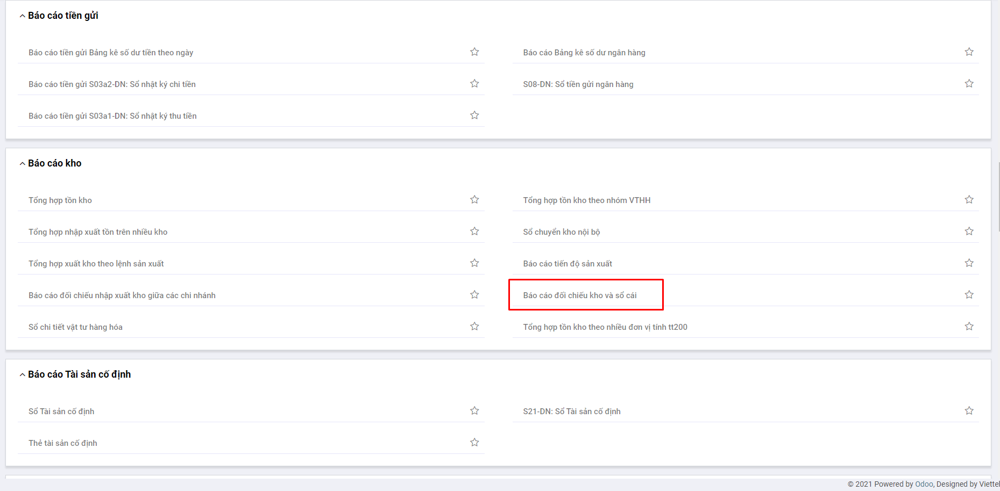 Báo cáo tiền gửi
Báo cáo tiền gửi Bảng kê số dư tiền theo ngày
Báo cáo Bảng kê số dư ngân hàng
Báo cáo tiền gửi S03a2-DN: Sổ nhật ký chi tiền
S08-DN: Sổ tiền gửi ngân hàng
Báo cáo tiền gửi S03a1-DN: Sổ nhật ký thu tiền
Báo cáo kho
Tổng hợp tồn kho
Tổng hợp tồn kho theo nhóm VTHH
Tổng hợp nhập xuất tồn trên nhiều kho
Sổ chuyển kho nội bộ
Tổng hợp xuất kho theo lệnh sản xuất
Báo cáo tiến độ sản xuất
Báo cáo đối chiếu nhập xuất kho giữa các chi nhánh
Báo cáo đối chiếu kho và sổ cái
Sổ chi tiết vật tư hàng hóa
Tổng hợp tồn kho theo nhiều đơn vị tính tt200
Báo cáo Tài sản cố định
Sổ Tài sản cố định
S21-DN: Sổ Tài sản cố định
Thẻ tài sản cố định
© 2021 Powered by Odoo, Designed by Viettel